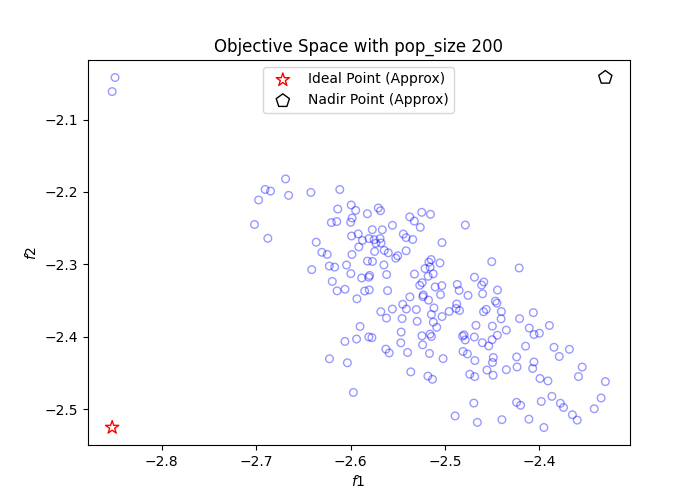 Objective Space with pop_size 200
Ideal Point (Approx)
Nadir Point (Approx)
−2.1
−2.2
−2.3
−2.4
−2.5
f2
−2.8
−2.7
−2.6
−2.5
−2.4
f1